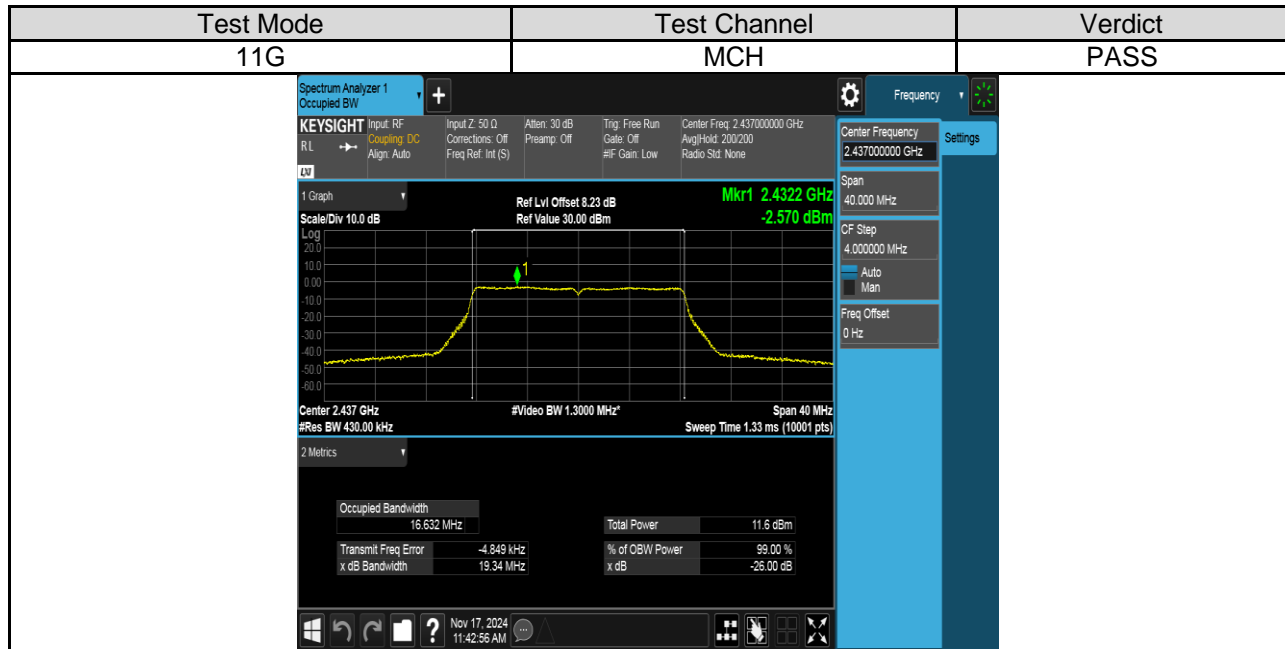 Test Mode Test Channel Verdict
11G MCH PASS
Spectrum Analyzer 1
Occupied BW
+
Frequency
KEYSIGHT
RL
LXI
Input: RF
Coupling: DC
Align: Auto
Input Z: 50 Ω
Corrections: Off
Freq Ref: Int (S)
Atten: 30 dB
Preamp: Off
Trig: Free Run
Gate: Off
#IF Gain: Low
Center Freq: 2.437000000 GHz
Avg|Hold: 200/200
Radio Std: None
Center Frequency
2.437000000 GHz
Settings
Span
40.000 MHz
CF Step
4.000000 MHz
Auto
Man
Freq Offset
0 Hz
1 Graph
Scale/Div 10.0 dB
Ref Lvl Offset 8.23 dB
Ref Value 30.00 dBm
Mkr1 2.4322 GHz
-2.570 dBm
Log
20.0
10.0
0.00
-10.0
-20.0
-30.0
-40.0
-50.0
-60.0
1
Center 2.437 GHz
#Res BW 430.00 kHz
#Video BW 1.3000 MHz*
Span 40 MHz
Sweep Time 1.33 ms (10001 pts)
2 Metrics
Occupied Bandwidth
16.632 MHz
Total Power 11.6 dBm
Transmit Freq Error -4.849 kHz
% of OBW Power 99.00 %
x dB Bandwidth 19.34 MHz
x dB -26.00 dB
?
Nov 17, 2024
11:42:56 AM